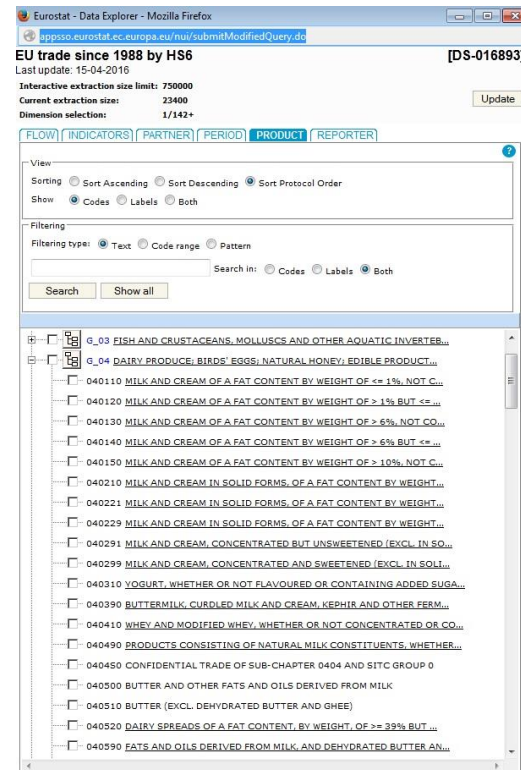 Eurostat - Data Explorer - Mozilla Firefox
appsso.eurostat.ec.europa.eu/nui/submitModifiedQuery.do
EU trade since 1988 by HS6 [DS-016893]
Last update: 15-04-2016
Interactive extraction size limit: 750000
Current extraction size: 23400
Update
Dimension selection: 1/142+
FLOW INDICATORS PARTNER PERIOD PRODUCT REPORTER
?
View
Sorting Sort Ascending Sort Descending Sort Protocol Order
Show Codes Labels Both
Filtering
Filtering type: Text Code range Pattern
Search in: Codes Labels Both
Search Show all
G_03 FISH AND CRUSTACEANS, MOLLUSCS AND OTHER AQUATIC INVERTEB...
G_04 DAIRY PRODUCE; BIRDS' EGGS; NATURAL HONEY; EDIBLE PRODUCT...
040110 MILK AND CREAM OF A FAT CONTENT BY WEIGHT OF <= 1%, NOT C...
040120 MILK AND CREAM OF A FAT CONTENT BY WEIGHT OF > 1% BUT <= ...
040130 MILK AND CREAM OF A FAT CONTENT BY WEIGHT OF > 6%, NOT CO...
040140 MILK AND CREAM OF A FAT CONTENT BY WEIGHT OF > 6% BUT <= ...
040150 MILK AND CREAM OF A FAT CONTENT BY WEIGHT OF > 10%, NOT C...
040210 MILK AND CREAM IN SOLID FORMS, OF A FAT CONTENT BY WEIGHT...
040221 MILK AND CREAM IN SOLID FORMS, OF A FAT CONTENT BY WEIGHT...
040229 MILK AND CREAM IN SOLID FORMS, OF A FAT CONTENT BY WEIGHT...
040291 MILK AND CREAM, CONCENTRATED BUT UNSWEETENED (EXCL. IN SO...
040299 MILK AND CREAM, CONCENTRATED AND SWEETENED (EXCL. IN SOLI...
040310 YOGURT, WHETHER OR NOT FLAVOURED OR CONTAINING ADDED SUGA...
040390 BUTTERMILK, CURDLED MILK AND CREAM, KEPHIR AND OTHER FERM...
040410 WHEY AND MODIFIED WHEY, WHETHER OR NOT CONCENTRATED OR CO...
040490 PRODUCTS CONSISTING OF NATURAL MILK CONSTITUENTS, WHETHER...
0404S0 CONFIDENTIAL TRADE OF SUB-CHAPTER 0404 AND SITC GROUP 0
040500 BUTTER AND OTHER FATS AND OILS DERIVED FROM MILK
040510 BUTTER (EXCL. DEHYDRATED BUTTER AND GHEE)
040520 DAIRY SPREADS OF A FAT CONTENT, BY WEIGHT, OF >= 39% BUT ...
040590 FATS AND OILS DERIVED FROM MILK, AND DEHYDRATED BUTTER AN...